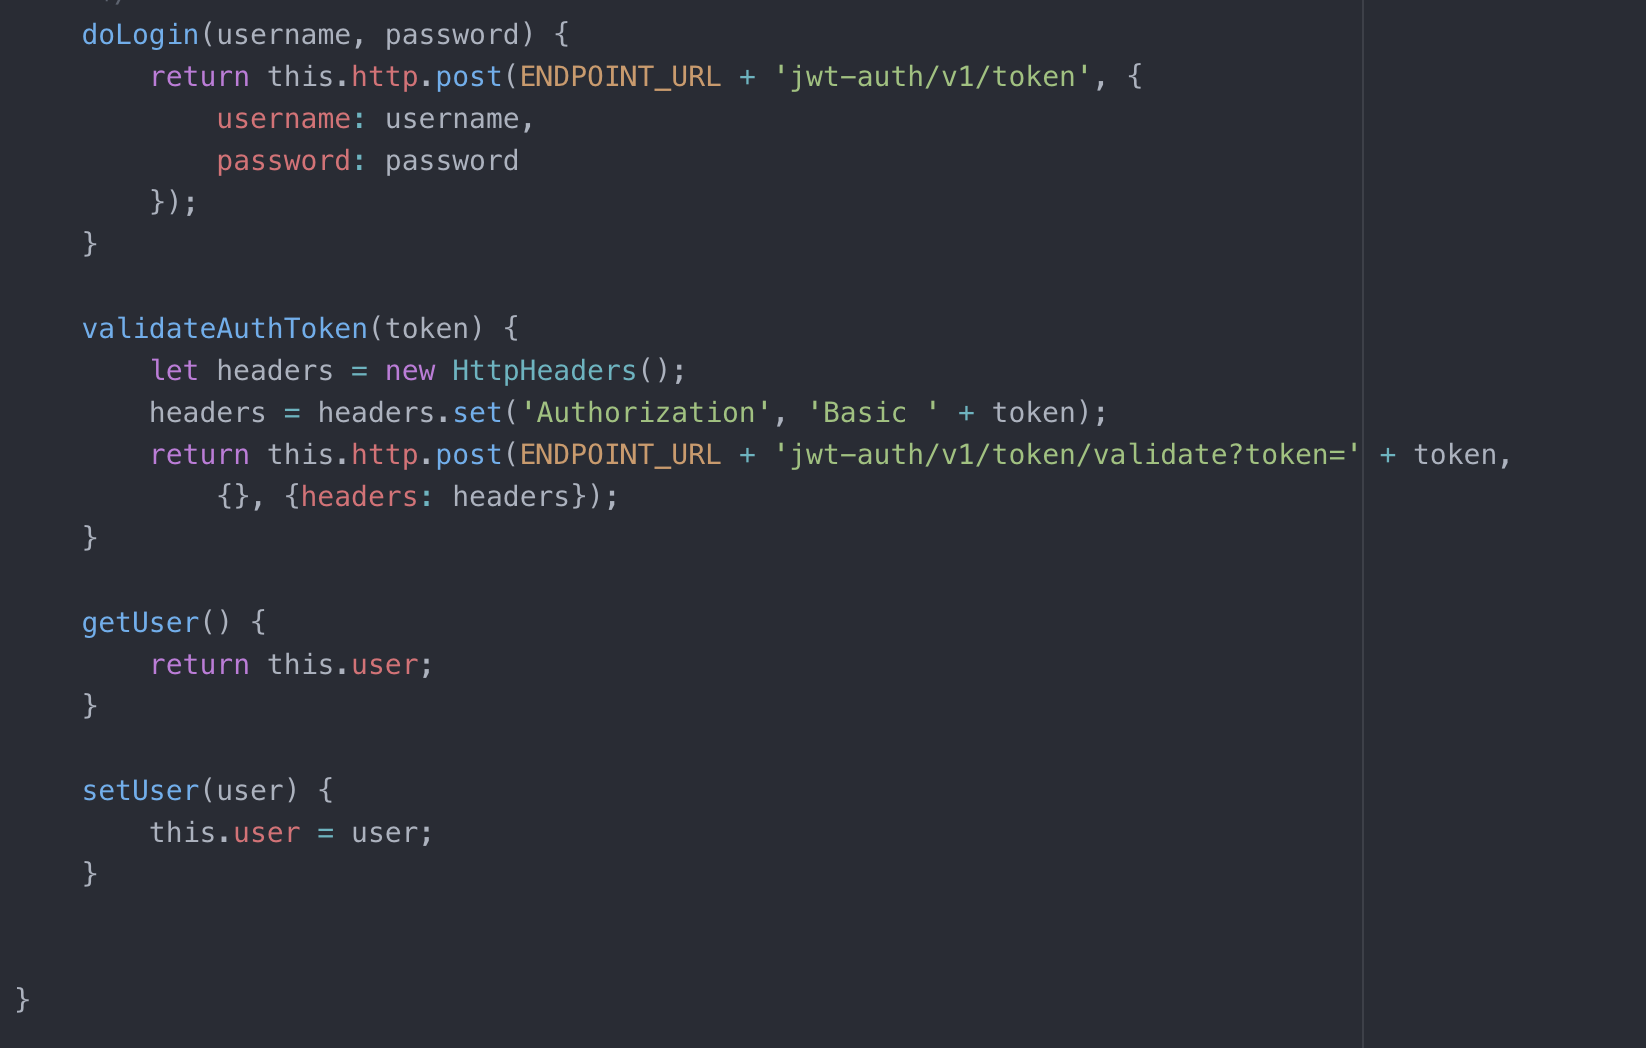 doLogin(username, password) {
return this.http.post(ENDPOINT_URL + 'jwt-auth/v1/token', {
username: username,
password: password
});
}
validateAuthToken(token) {
let headers = new HttpHeaders();
headers = headers.set('Authorization', 'Basic ' + token);
return this.http.post(ENDPOINT_URL + 'jwt-auth/v1/token/validate?token=' + token,
{}, {headers: headers});
}
getUser() {
return this.user;
}
setUser(user) {
this.user = user;
}
}